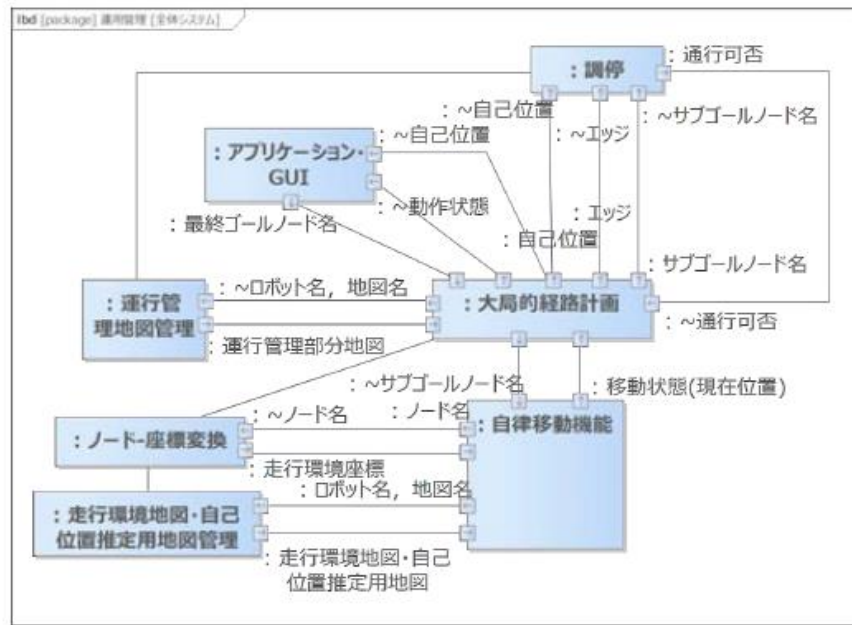 ibd [package] 運用管理 [全体システム]
: 通行可否
: 調停
: ~自己位置
: ~サブゴールノード名
: ~自己位置
: ~エッジ
: アプリケーション・
GUI
: ~動作状態
: 最終ゴールノード名
: エッジ
: 自己位置
: サブゴールノード名
: ~ロボット名，地図名
: 運行管
理地図管理
: 大局的経路計画
: ~通行可否
: 運行管理部分地図
: ~サブゴールノード名
: 移動状態(現在位置)
: ~ノード名
: ノード名
: 自律移動機能
: ノード-座標変換
: 走行環境座標
: ロボット名，地図名
: 走行環境地図・自己
位置推定用地図管理
: 走行環境地図・自己
位置推定用地図